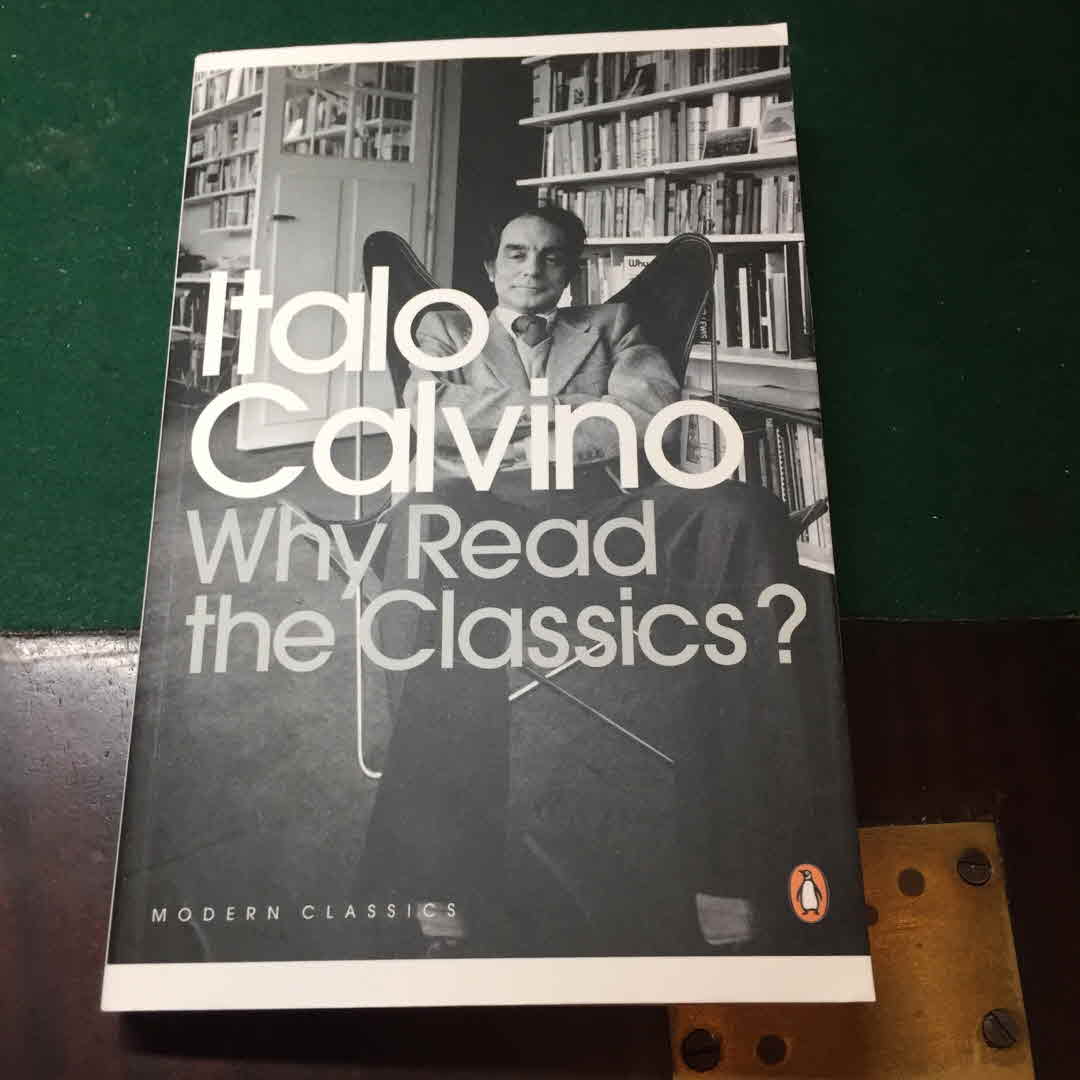 Italo
Calvino
Why Read
the Classics?
MODERN CLASSICS